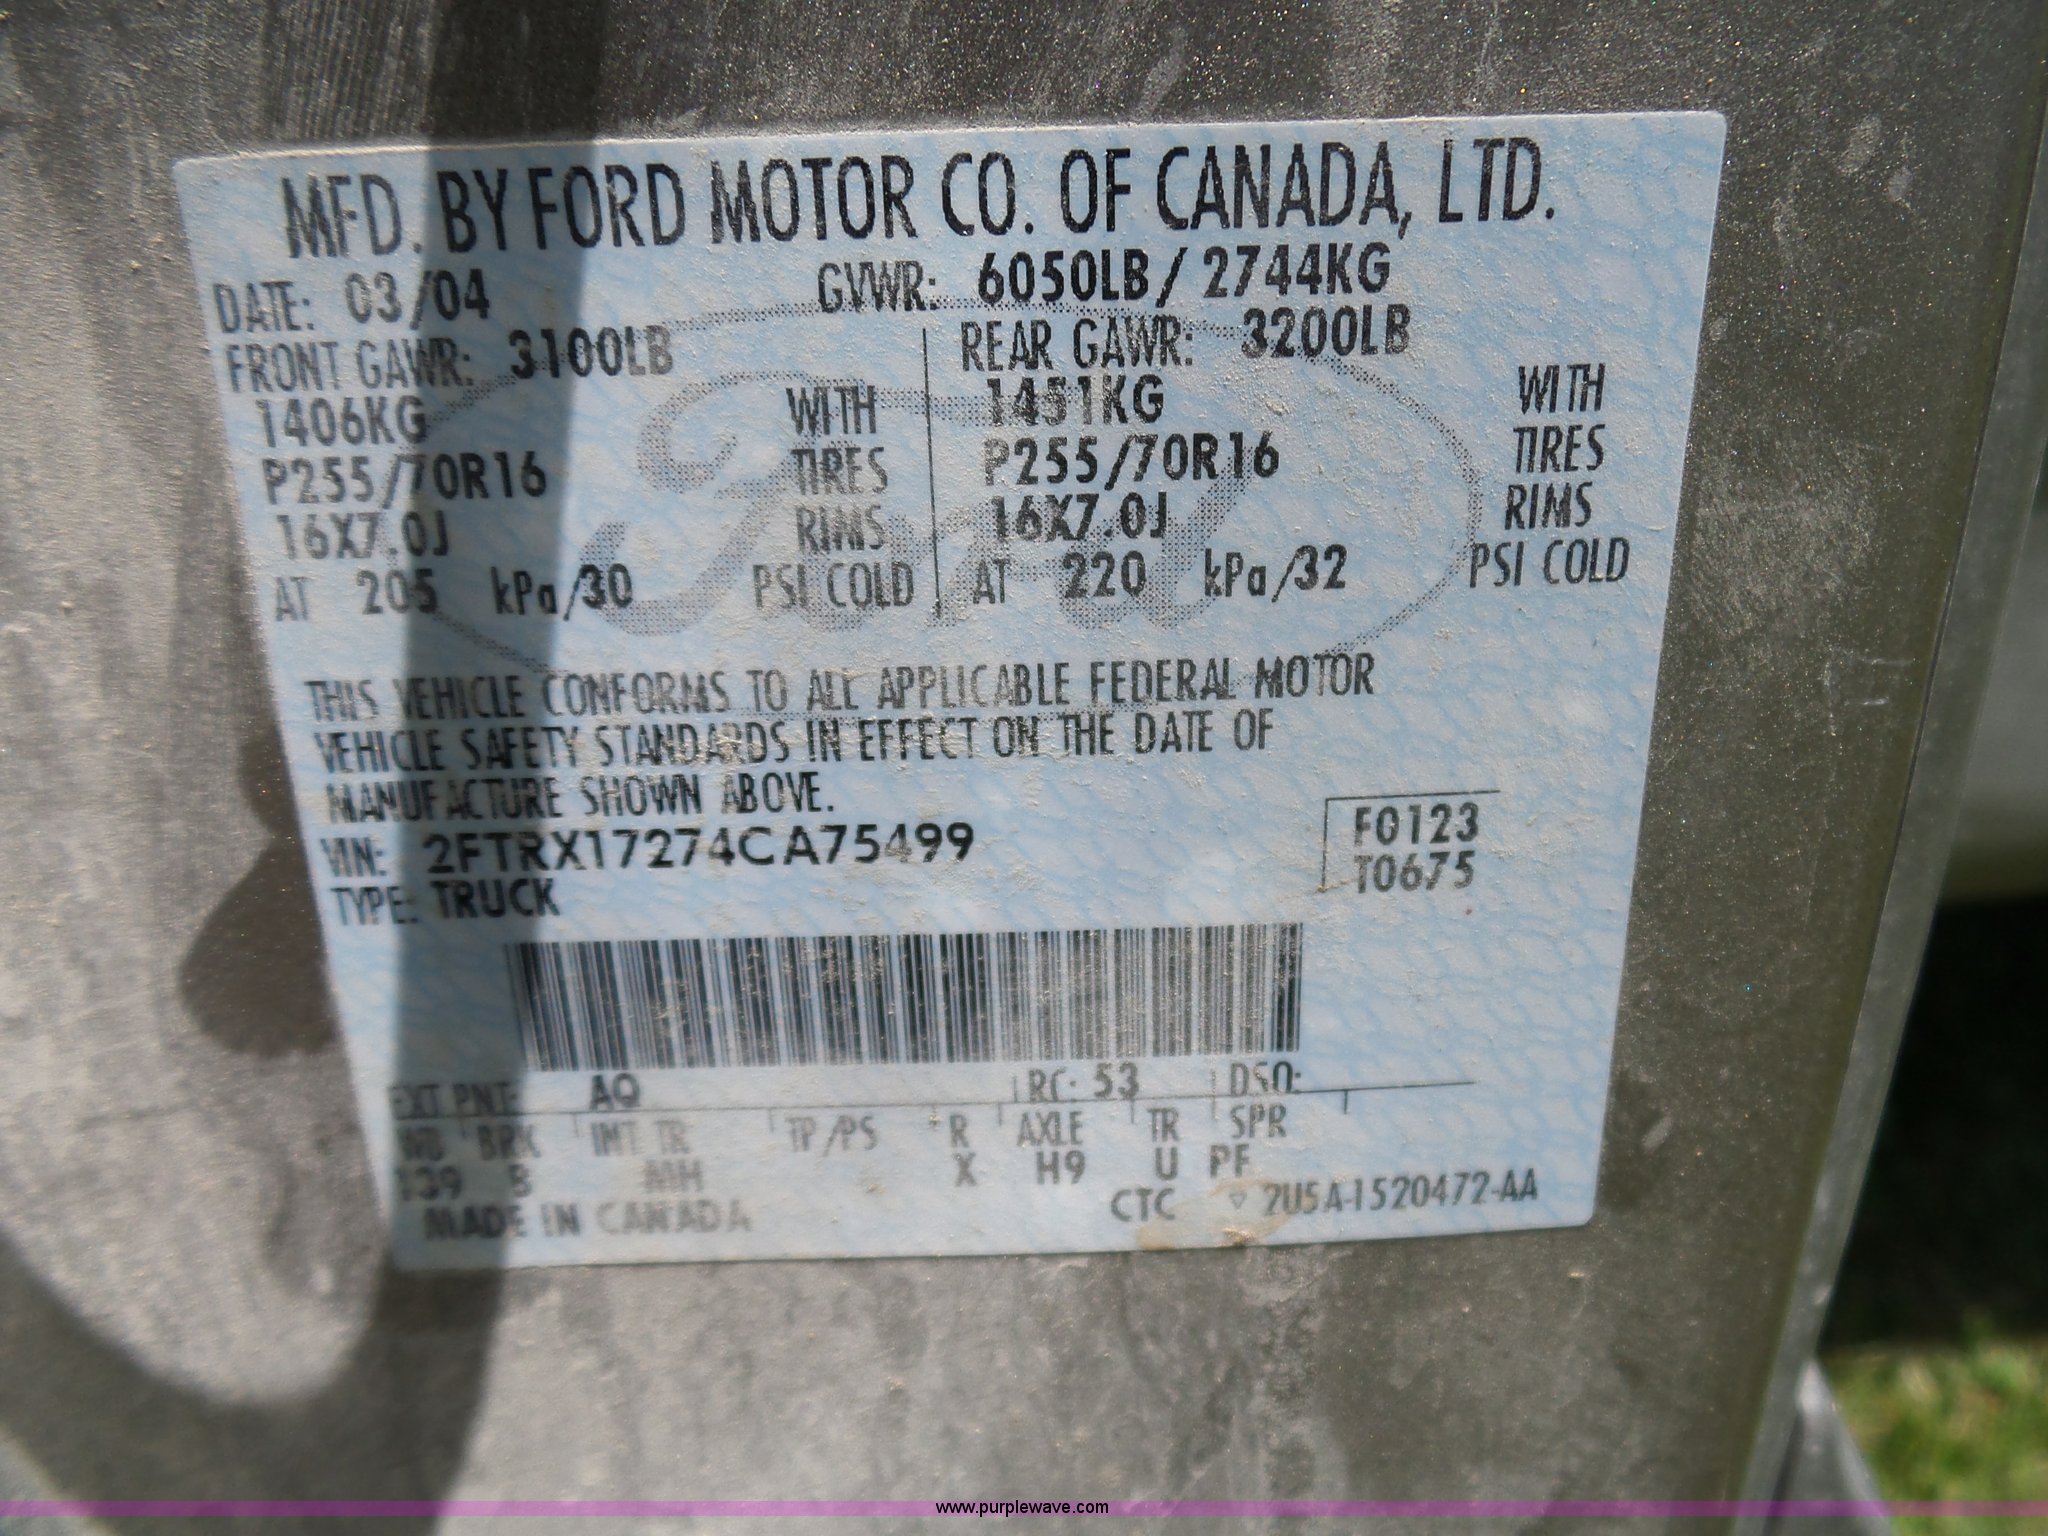 MFD. BY FORD MOTOR CO. OF CANADA, LTD.
DATE: 03/04 GVWR: 6050LB / 2744KG
FRONT GAWR: 3100LB REAR GAWR: 3200LB
1406KG WITH 1451KG WITH
P255/70R16 TIRES P255/70R16 TIRES
16X7.0J RIMS 16X7.0J RIMS
AT 205 kPa/30 PSI COLD AT 220 kPa/32 PSI COLD
Ford
THIS VEHICLE CONFORMS TO ALL APPLICABLE FEDERAL MOTOR
VEHICLE SAFETY STANDARDS IN EFFECT ON THE DATE OF
MANUFACTURE SHOWN ABOVE.
VIN: 2FTRX17274CA75499
TYPE: TRUCK
F0123
T0675
EXT PNT: AQ RC: 53 DSO:
WB BRK INT TR TP/PS R AXLE TR SPR
139 B MH X H9 U PF
MADE IN CANADA
CTC ▽ 2U5A-1520472-AA
www.purplewave.com